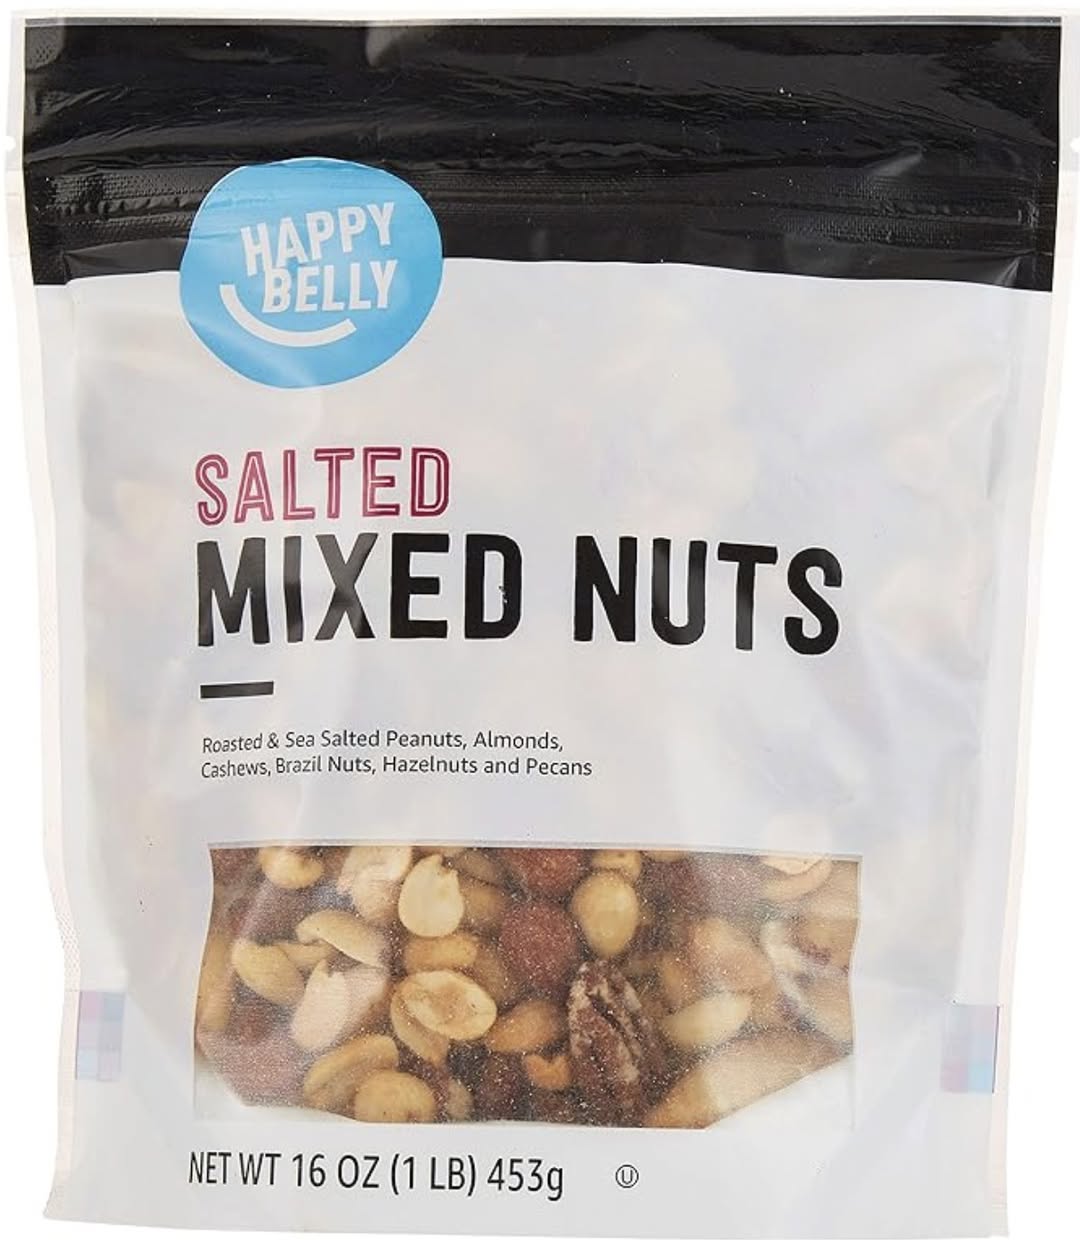 HAPPY
BELLY
SALTED
MIXED NUTS
Roasted & Sea Salted Peanuts, Almonds,
Cashews, Brazil Nuts, Hazelnuts and Pecans
NET WT 16 OZ (1 LB) 453g Ⓤ